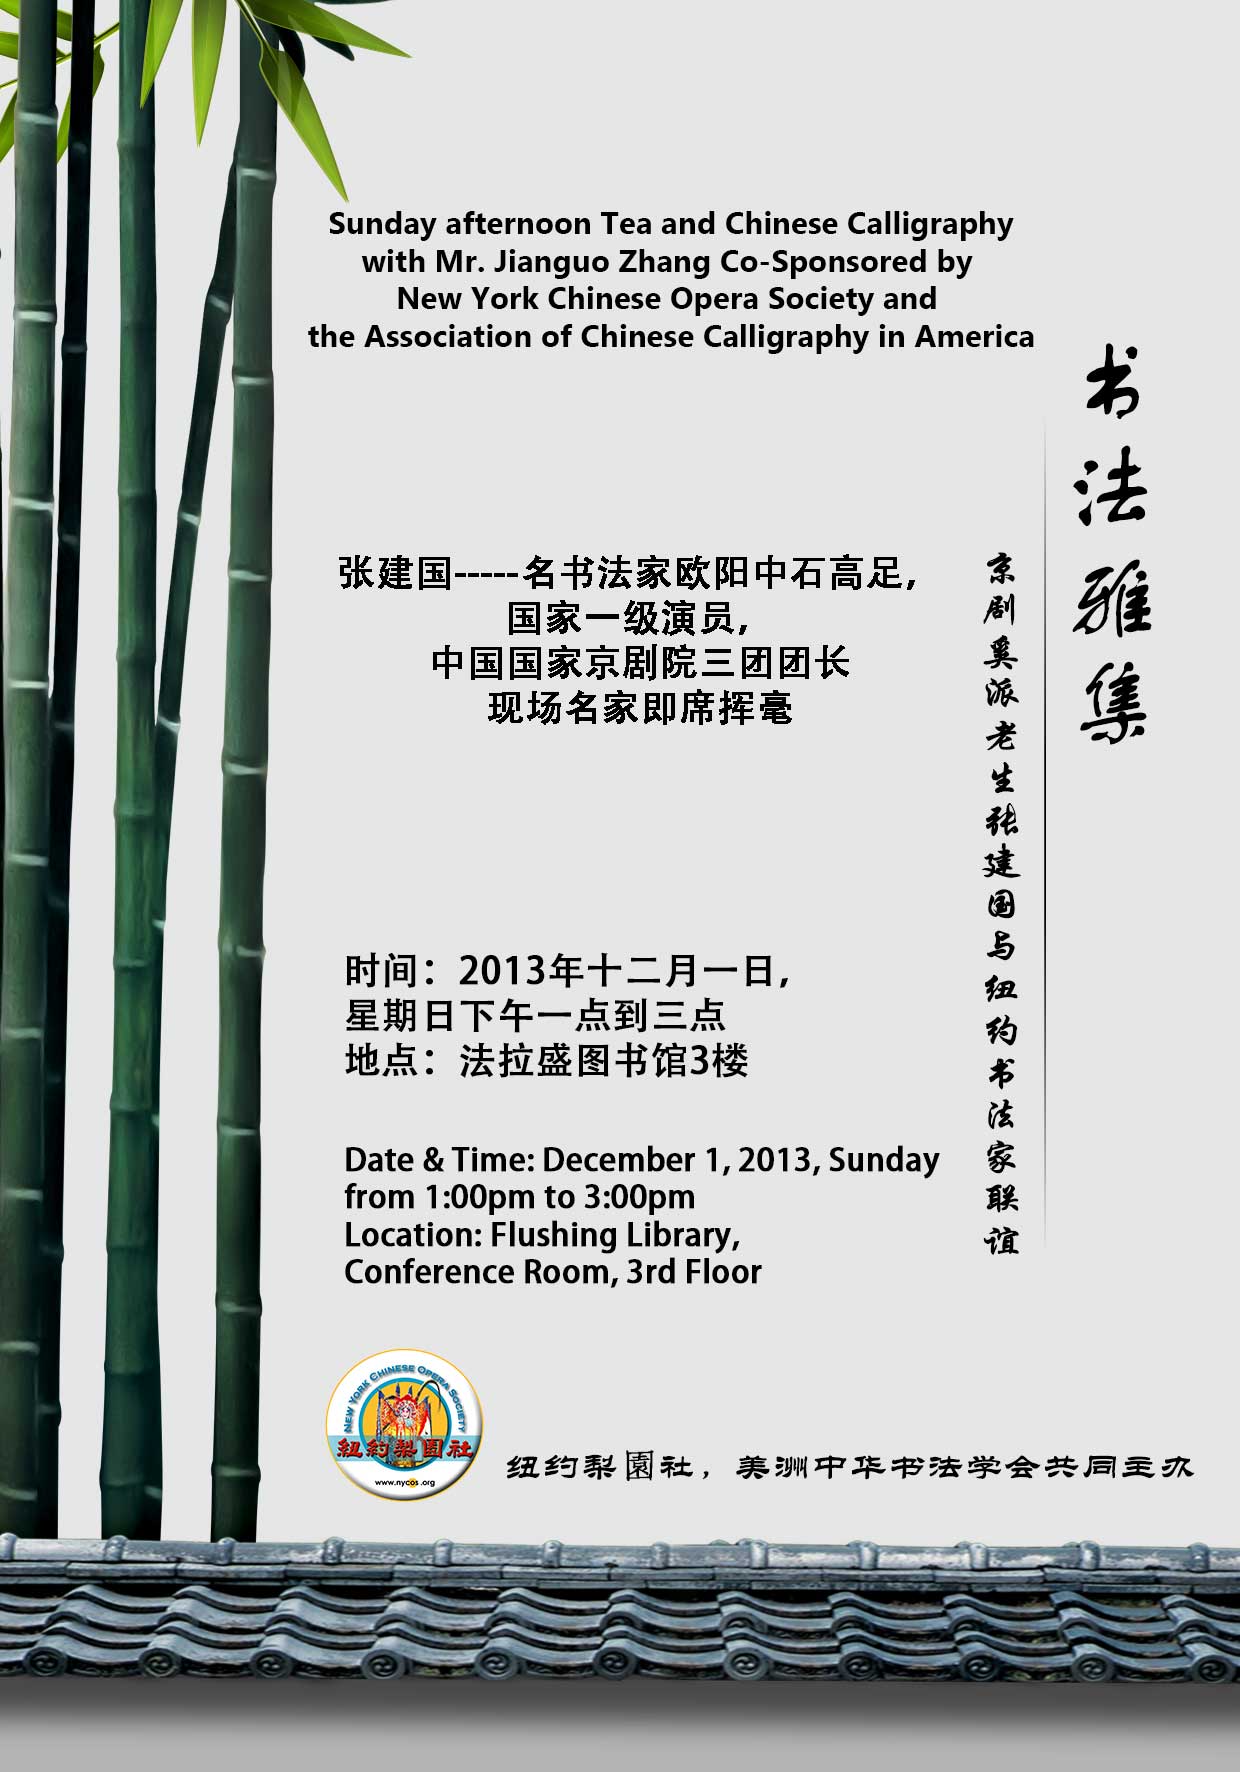 Sunday afternoon Tea and Chinese Calligraphy
with Mr. Jianguo Zhang Co-Sponsored by
New York Chinese Opera Society and
the Association of Chinese Calligraphy in America
书法雅集
京剧奚派老生张建国与纽约书法家联谊
张建国-----名书法家欧阳中石高足,
国家一级演员,
中国国家京剧院三团团长
现场名家即席挥毫
时间：2013年十二月一日,
星期日下午一点到三点
地点：法拉盛图书馆3楼
Date & Time: December 1, 2013, Sunday
from 1:00pm to 3:00pm
Location: Flushing Library,
Conference Room, 3rd Floor
NEW YORK CHINESE OPERA SOCIETY
紐約梨園社
www.nycos.org
纽约梨園社，美洲中华书法学会共同主办